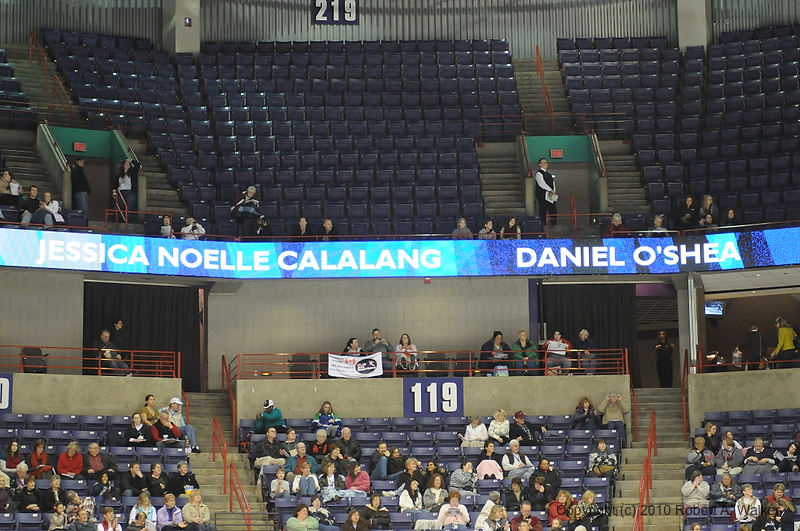 219
JESSICA NOELLE CALALANG DANIEL O'SHEA
119
Copyright (c) 2010 Robert A. Walker